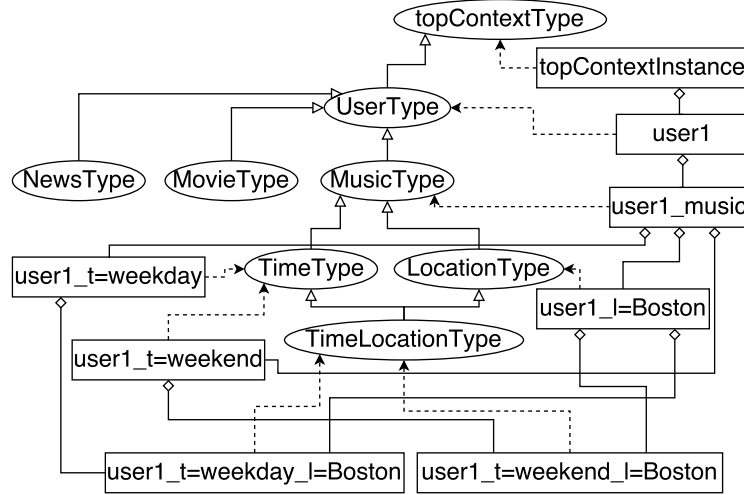 topContextType
topContextInstance
UserType
user1
NewsType
MovieType
MusicType
user1_music
user1_t=weekday
TimeType
LocationType
user1_l=Boston
TimeLocationType
user1_t=weekend
user1_t=weekday_l=Boston
user1_t=weekend_l=Boston